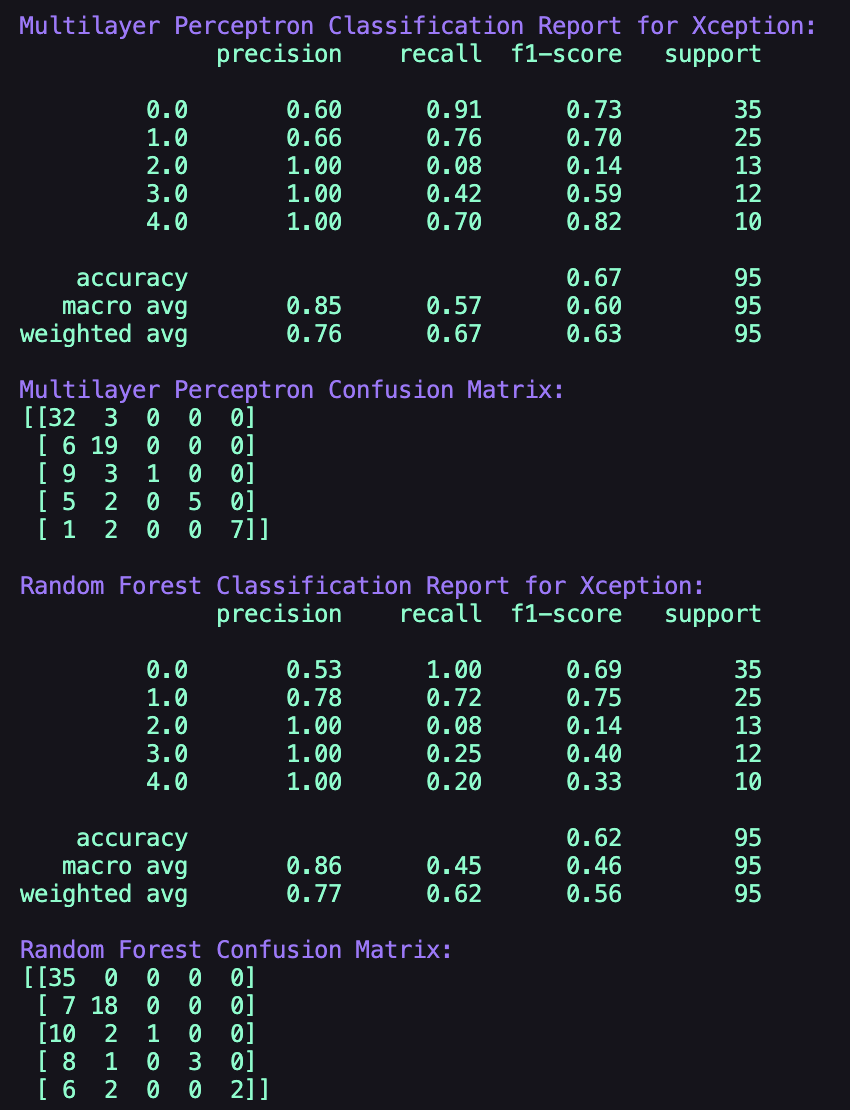 Multilayer Perceptron Classification Report for Xception:
              precision    recall  f1-score   support

         0.0       0.60      0.91      0.73        35
         1.0       0.66      0.76      0.70        25
         2.0       1.00      0.08      0.14        13
         3.0       1.00      0.42      0.59        12
         4.0       1.00      0.70      0.82        10

    accuracy                           0.67        95
   macro avg       0.85      0.57      0.60        95
weighted avg       0.76      0.67      0.63        95

Multilayer Perceptron Confusion Matrix:
[[32  3  0  0  0]
 [ 6 19  0  0  0]
 [ 9  3  1  0  0]
 [ 5  2  0  5  0]
 [ 1  2  0  0  7]]

Random Forest Classification Report for Xception:
              precision    recall  f1-score   support

         0.0       0.53      1.00      0.69        35
         1.0       0.78      0.72      0.75        25
         2.0       1.00      0.08      0.14        13
         3.0       1.00      0.25      0.40        12
         4.0       1.00      0.20      0.33        10

    accuracy                           0.62        95
   macro avg       0.86      0.45      0.46        95
weighted avg       0.77      0.62      0.56        95

Random Forest Confusion Matrix:
[[35  0  0  0  0]
 [ 7 18  0  0  0]
 [10  2  1  0  0]
 [ 8  1  0  3  0]
 [ 6  2  0  0  2]]